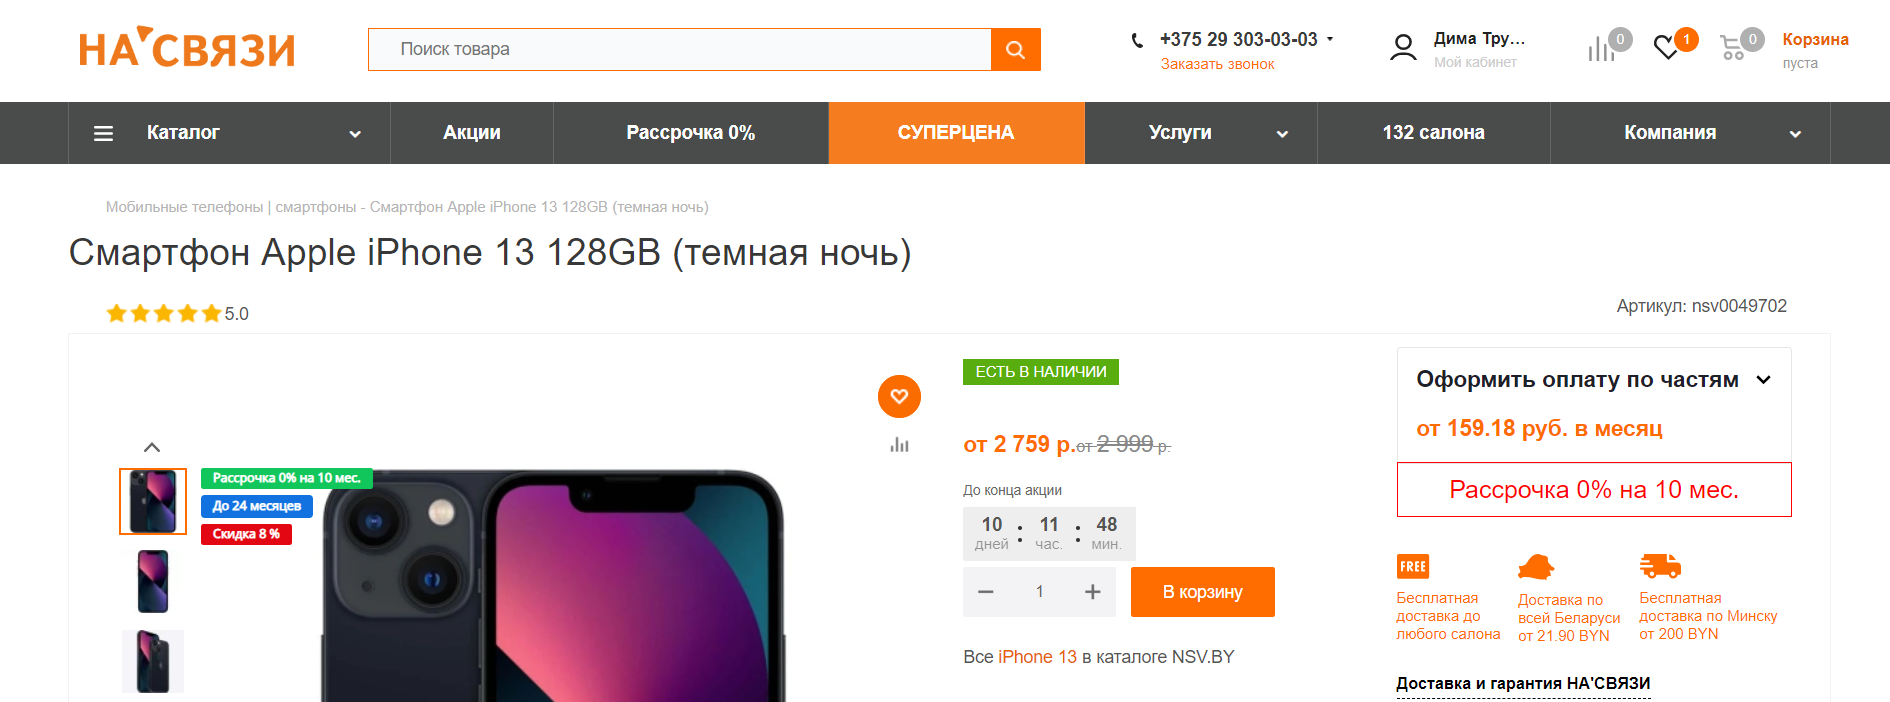 НА'СВЯЗИ
Поиск товара
+375 29 303-03-03
Заказать звонок
Дима Тру...
Мой кабинет
0
1
0
Корзина
пуста
Каталог
Акции
Рассрочка 0%
СУПЕРЦЕНА
Услуги
132 салона
Компания
Мобильные телефоны | смартфоны - Смартфон Apple iPhone 13 128GB (темная ночь)
Смартфон Apple iPhone 13 128GB (темная ночь)
5.0
Артикул: nsv0049702
Рассрочка 0% на 10 мес.
До 24 месяцев
Скидка 8 %
ЕСТЬ В НАЛИЧИИ
от 2 759 р. от 2 999 р.
До конца акции
10 : 11 : 48
дней час. мин.
1
В корзину
Все iPhone 13 в каталоге NSV.BY
Оформить оплату по частям
от 159.18 руб. в месяц
Рассрочка 0% на 10 мес.
FREE
Бесплатная
доставка до
любого салона
Доставка по
всей Беларуси
от 21.90 BYN
Бесплатная
доставка по Минску
от 200 BYN
Доставка и гарантия НА'СВЯЗИ